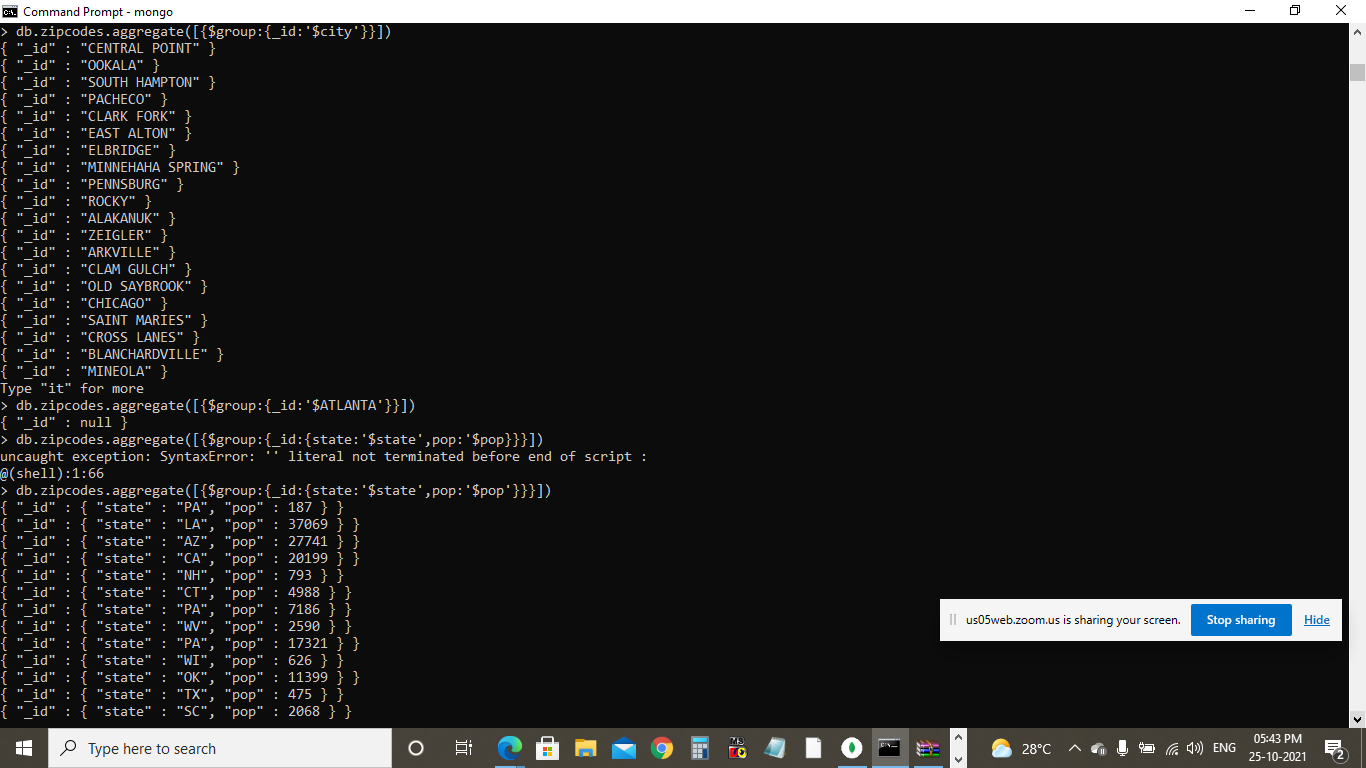 Command Prompt - mongo
> db.zipcodes.aggregate([{$group:{_id:'$city'}}])
{ "_id" : "CENTRAL POINT" }
{ "_id" : "OOKALA" }
{ "_id" : "SOUTH HAMPTON" }
{ "_id" : "PACHECO" }
{ "_id" : "CLARK FORK" }
{ "_id" : "EAST ALTON" }
{ "_id" : "ELBRIDGE" }
{ "_id" : "MINNEHAHA SPRING" }
{ "_id" : "PENNSBURG" }
{ "_id" : "ROCKY" }
{ "_id" : "ALAKANUK" }
{ "_id" : "ZEIGLER" }
{ "_id" : "ARKVILLE" }
{ "_id" : "CLAM GULCH" }
{ "_id" : "OLD SAYBROOK" }
{ "_id" : "CHICAGO" }
{ "_id" : "SAINT MARIES" }
{ "_id" : "CROSS LANES" }
{ "_id" : "BLANCHARDVILLE" }
{ "_id" : "MINEOLA" }
Type "it" for more
> db.zipcodes.aggregate([{$group:{_id:'$ATLANTA'}}])
{ "_id" : null }
> db.zipcodes.aggregate([{$group:{_id:{state:'$state',pop:'$pop}}}])
uncaught exception: SyntaxError: '' literal not terminated before end of script :
@(shell):1:66
> db.zipcodes.aggregate([{$group:{_id:{state:'$state',pop:'$pop'}}}])
{ "_id" : { "state" : "PA", "pop" : 187 } }
{ "_id" : { "state" : "LA", "pop" : 37069 } }
{ "_id" : { "state" : "AZ", "pop" : 27741 } }
{ "_id" : { "state" : "CA", "pop" : 20199 } }
{ "_id" : { "state" : "NH", "pop" : 793 } }
{ "_id" : { "state" : "CT", "pop" : 4988 } }
{ "_id" : { "state" : "PA", "pop" : 7186 } }
{ "_id" : { "state" : "WV", "pop" : 2590 } }
{ "_id" : { "state" : "PA", "pop" : 17321 } }
{ "_id" : { "state" : "WI", "pop" : 626 } }
{ "_id" : { "state" : "OK", "pop" : 11399 } }
{ "_id" : { "state" : "TX", "pop" : 475 } }
{ "_id" : { "state" : "SC", "pop" : 2068 } }
us05web.zoom.us is sharing your screen. Stop sharing Hide
Type here to search
28°C
ENG
05:43 PM
25-10-2021
2